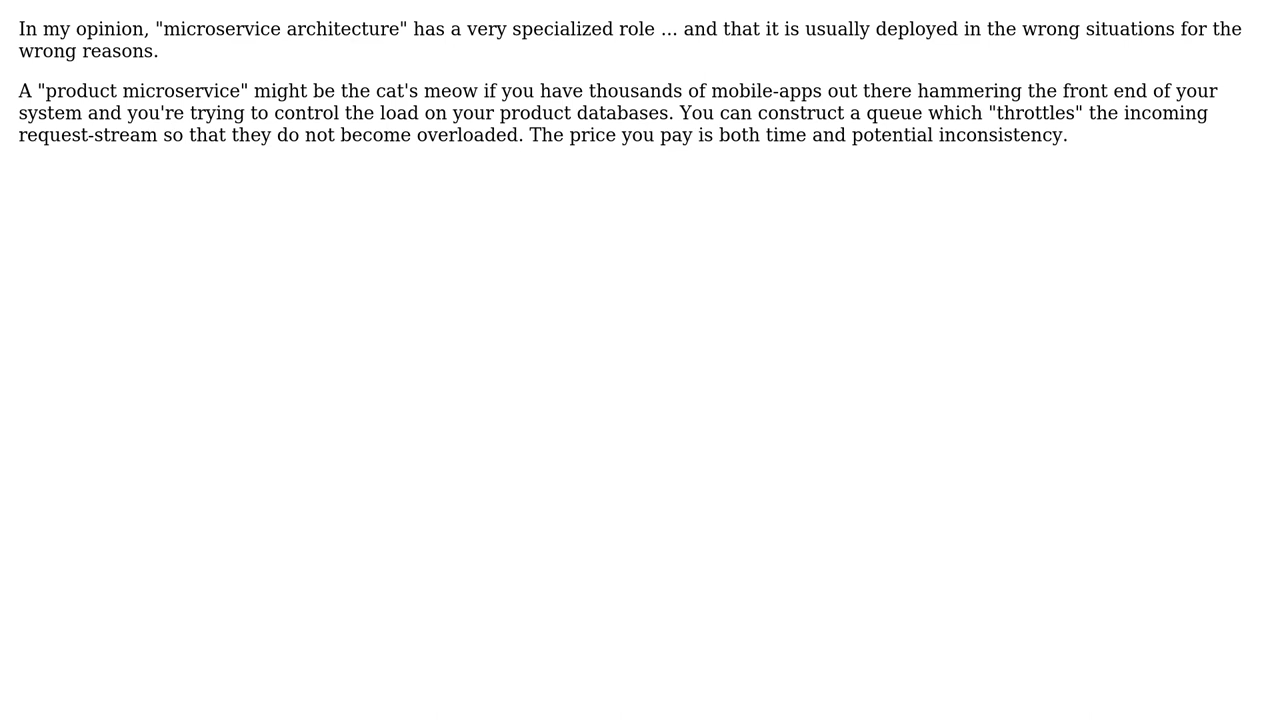 In my opinion, "microservice architecture" has a very specialized role ... and that it is usually deployed in the wrong situations for the
wrong reasons.
A "product microservice" might be the cat's meow if you have thousands of mobile-apps out there hammering the front end of your
system and you're trying to control the load on your product databases. You can construct a queue which "throttles" the incoming
request-stream so that they do not become overloaded. The price you pay is both time and potential inconsistency.